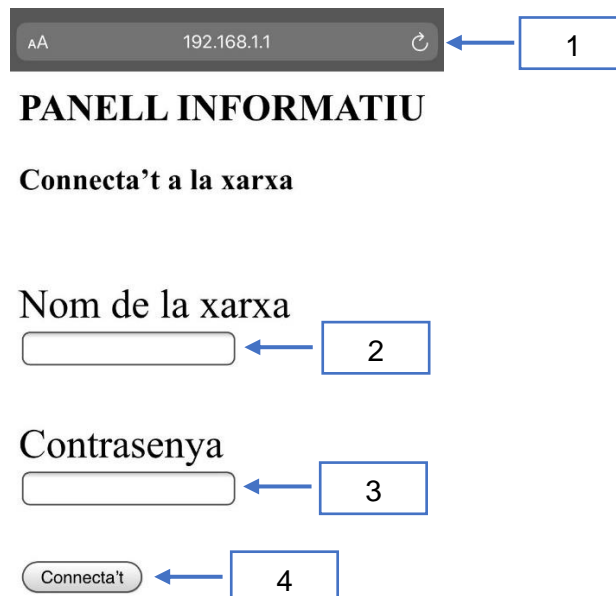 AA 192.168.1.1
1
PANELL INFORMATIU
Connecta’t a la xarxa
Nom de la xarxa
2
Contrasenya
3
Connecta't
4